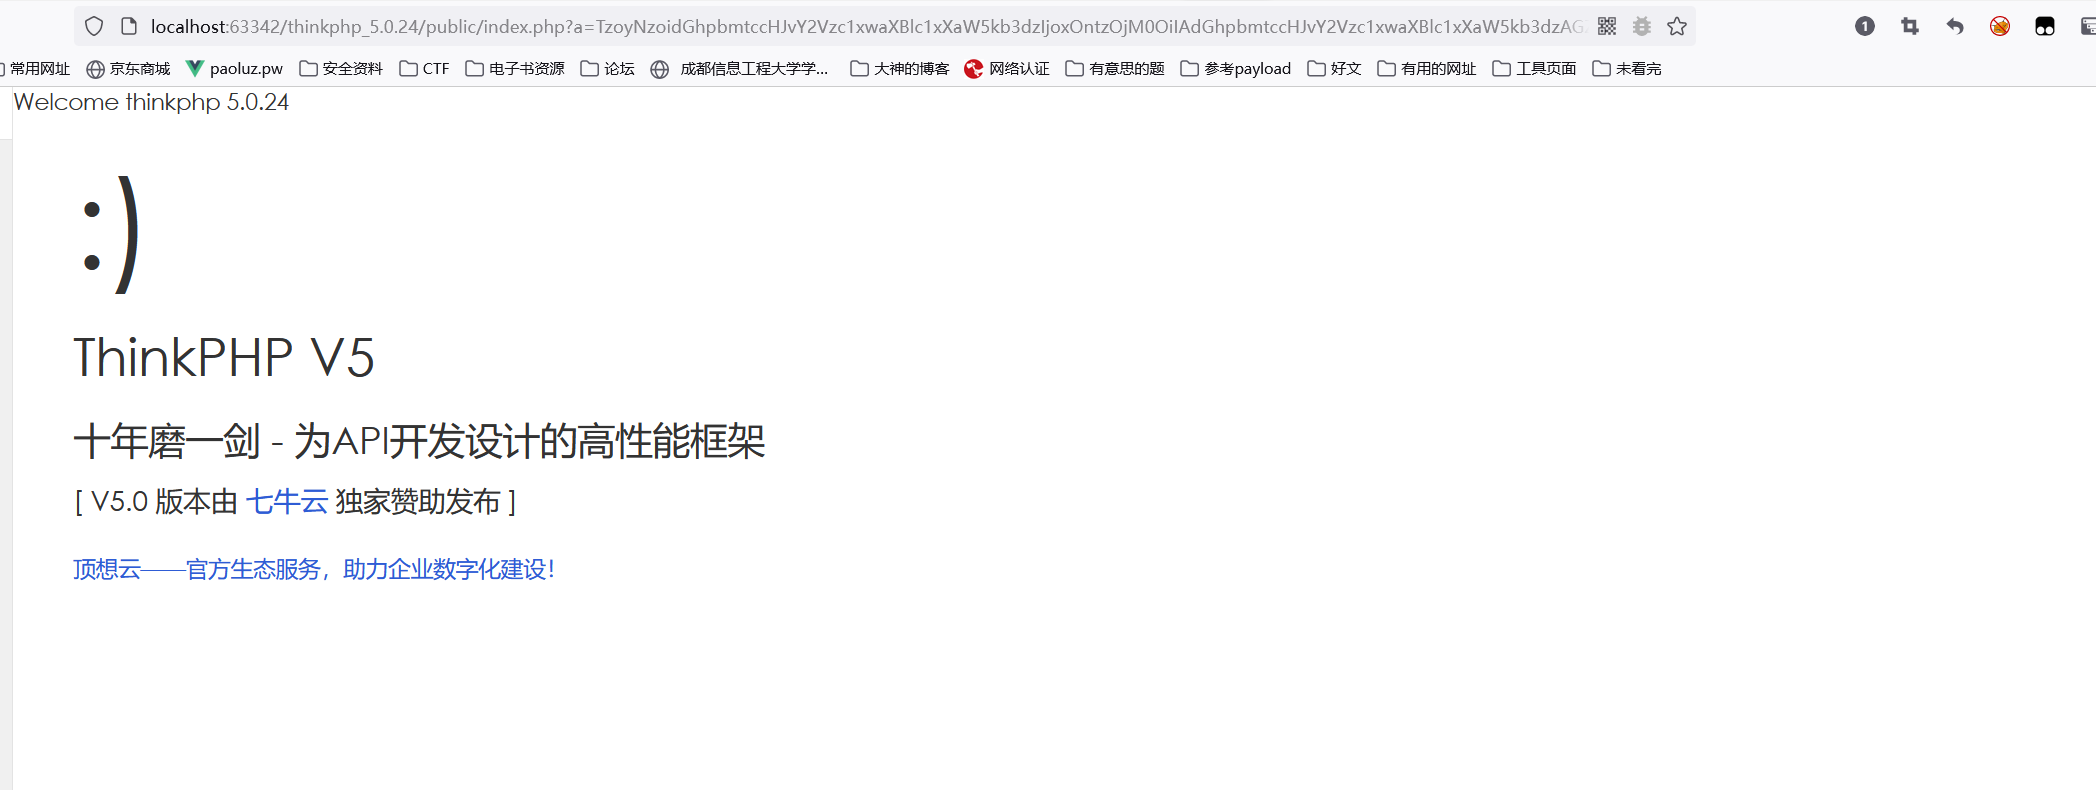 localhost:63342/thinkphp_5.0.24/public/index.php?a=TzoyNzoidGhpbmtccHJvY2Vzc1xwaXBlc1xXaW5kb3dzIjoxOntzOjM0OiIAdGhpbmtccHJvY2Vzc1xwaXBlc1xXaW5kb3dzAG
常用网址 京东商城 paoluz.pw 安全资料 CTF 电子书资源 论坛 成都信息工程大学学... 大神的博客 网络认证 有意思的题 参考payload 好文 有用的网址 工具页面 未看完
Welcome thinkphp 5.0.24
:)
ThinkPHP V5
十年磨一剑 - 为API开发设计的高性能框架
[ V5.0 版本由 七牛云 独家赞助发布 ]
顶想云——官方生态服务，助力企业数字化建设！